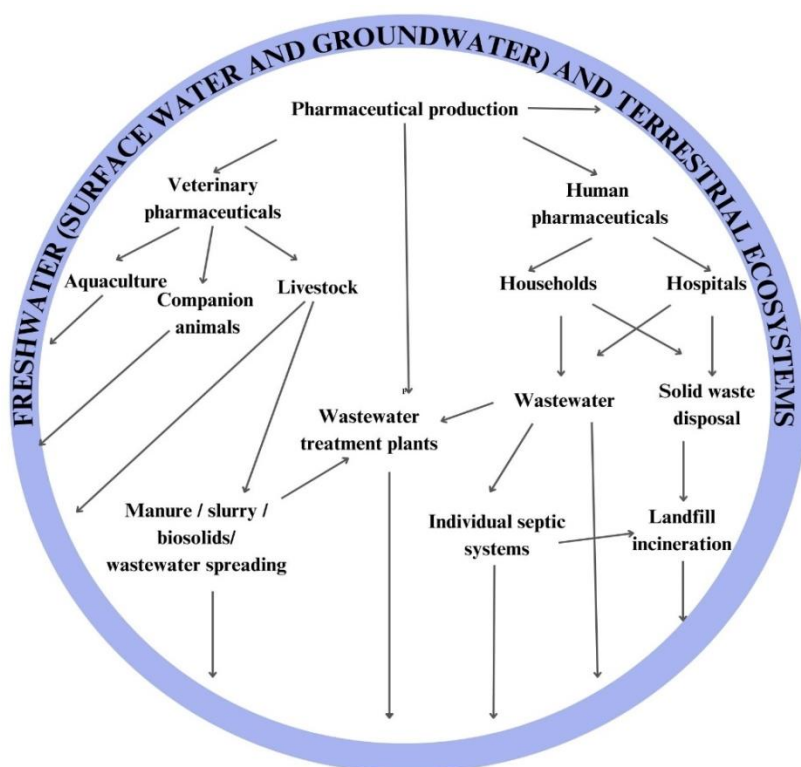 FRESHWATER (SURFACE WATER AND GROUNDWATER) AND TERRESTRIAL ECOSYSTEMS
Pharmaceutical production
Veterinary
pharmaceuticals
Human
pharmaceuticals
Aquaculture
Companion
animals
Livestock
Households
Hospitals
Wastewater
treatment plants
Wastewater
Solid waste
disposal
Manure / slurry /
biosolids/
wastewater spreading
Individual septic
systems
Landfill
incineration